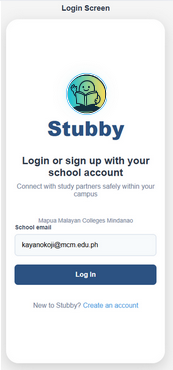 Login Screen
Stubby
Login or sign up with your
school account
Connect with study partners safely within your
campus
Mapua Malayan Colleges Mindanao
School email
kayanokoji@mcm.edu.ph
Log In
New to Stubby? Create an account